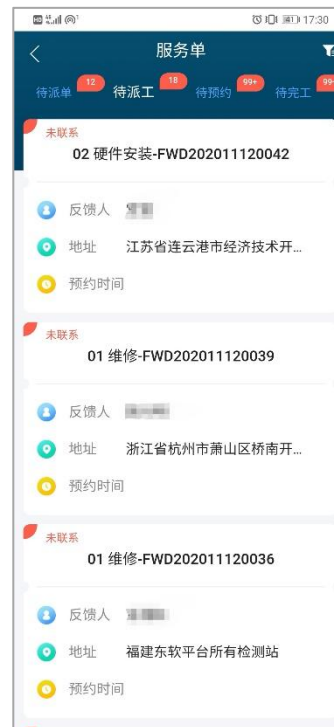 17:30
服务单
待派单 12 待派工 18 待预约 99+ 待完工 99+
未联系
02 硬件安装-FWD202011120042
反馈人
地址 江苏省连云港市经济技术开...
预约时间
未联系
01 维修-FWD202011120039
反馈人
地址 浙江省杭州市萧山区桥南开...
预约时间
未联系
01 维修-FWD202011120036
反馈人
地址 福建东软平台所有检测站
预约时间